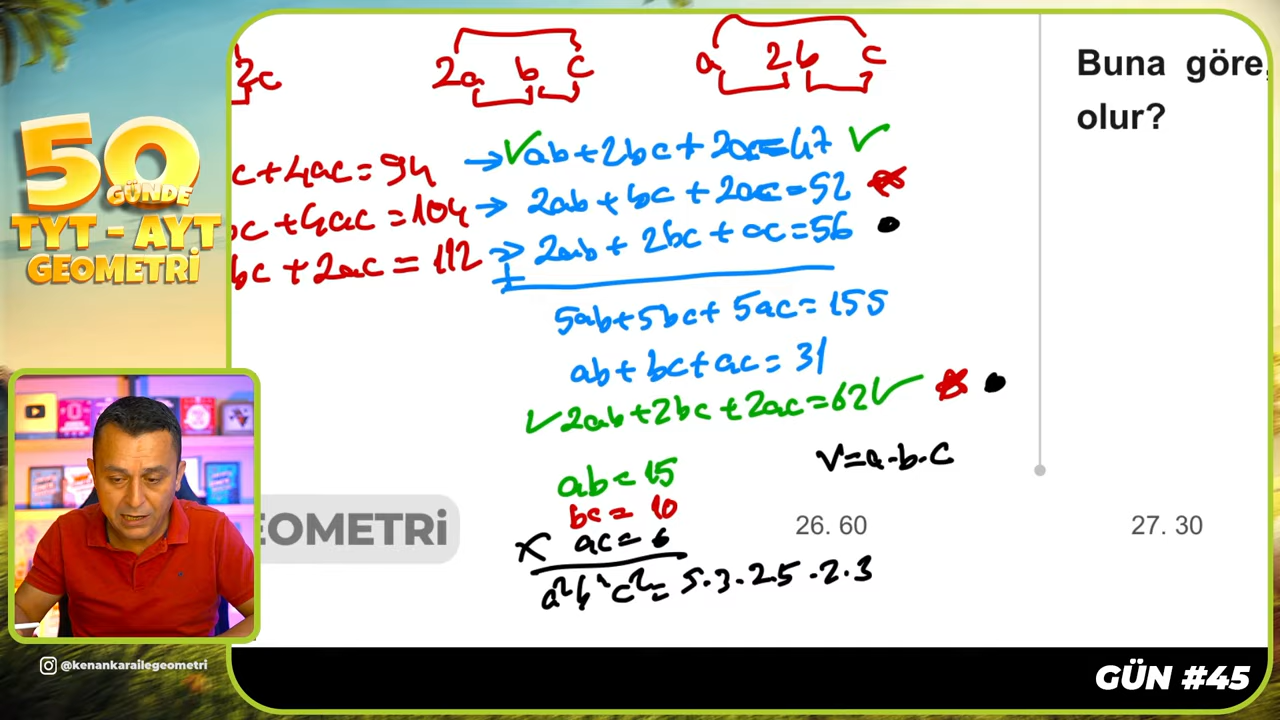 2c
2a b c
a 2b c
Buna göre,
olur?
50
GÜNDE
TYT - AYT
GEOMETRİ
c+4ac=94
bc+4ac=104
bc+2ac=112
→ ✓ab+2bc+2ac=47 ✓
→ 2ab+bc+2ac=52
→ 2ab+2bc+ac=56 ●
+
5ab+5bc+5ac=155
ab+bc+ac=31
✓2ab+2bc+2ac=62✓ ●
V=a·b·c
ab=15
bc=10
x ac=6
a²b²c²=5·3·2·5·2·3
EOMETRİ
26. 60
27. 30
@kenankarailegeometri
GÜN #45